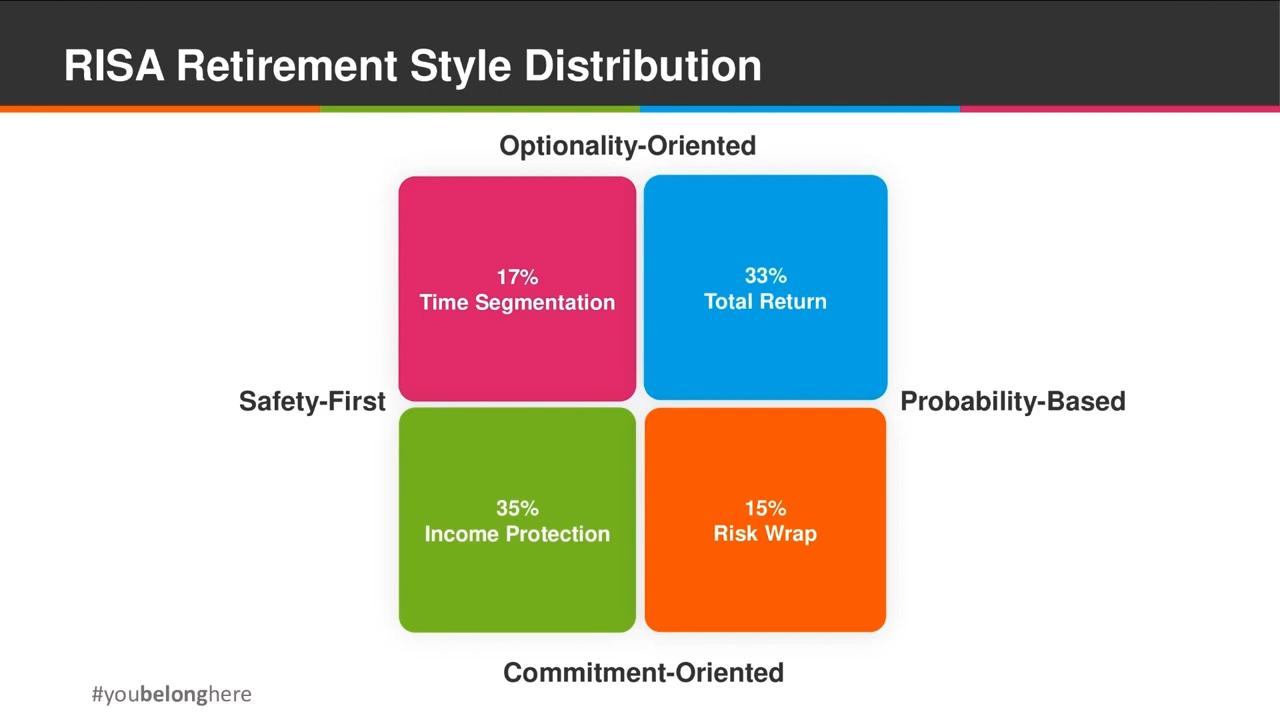 RISA Retirement Style Distribution
Optionality-Oriented
17%
Time Segmentation
33%
Total Return
Safety-First
Probability-Based
35%
Income Protection
15%
Risk Wrap
Commitment-Oriented
#youbelonghere